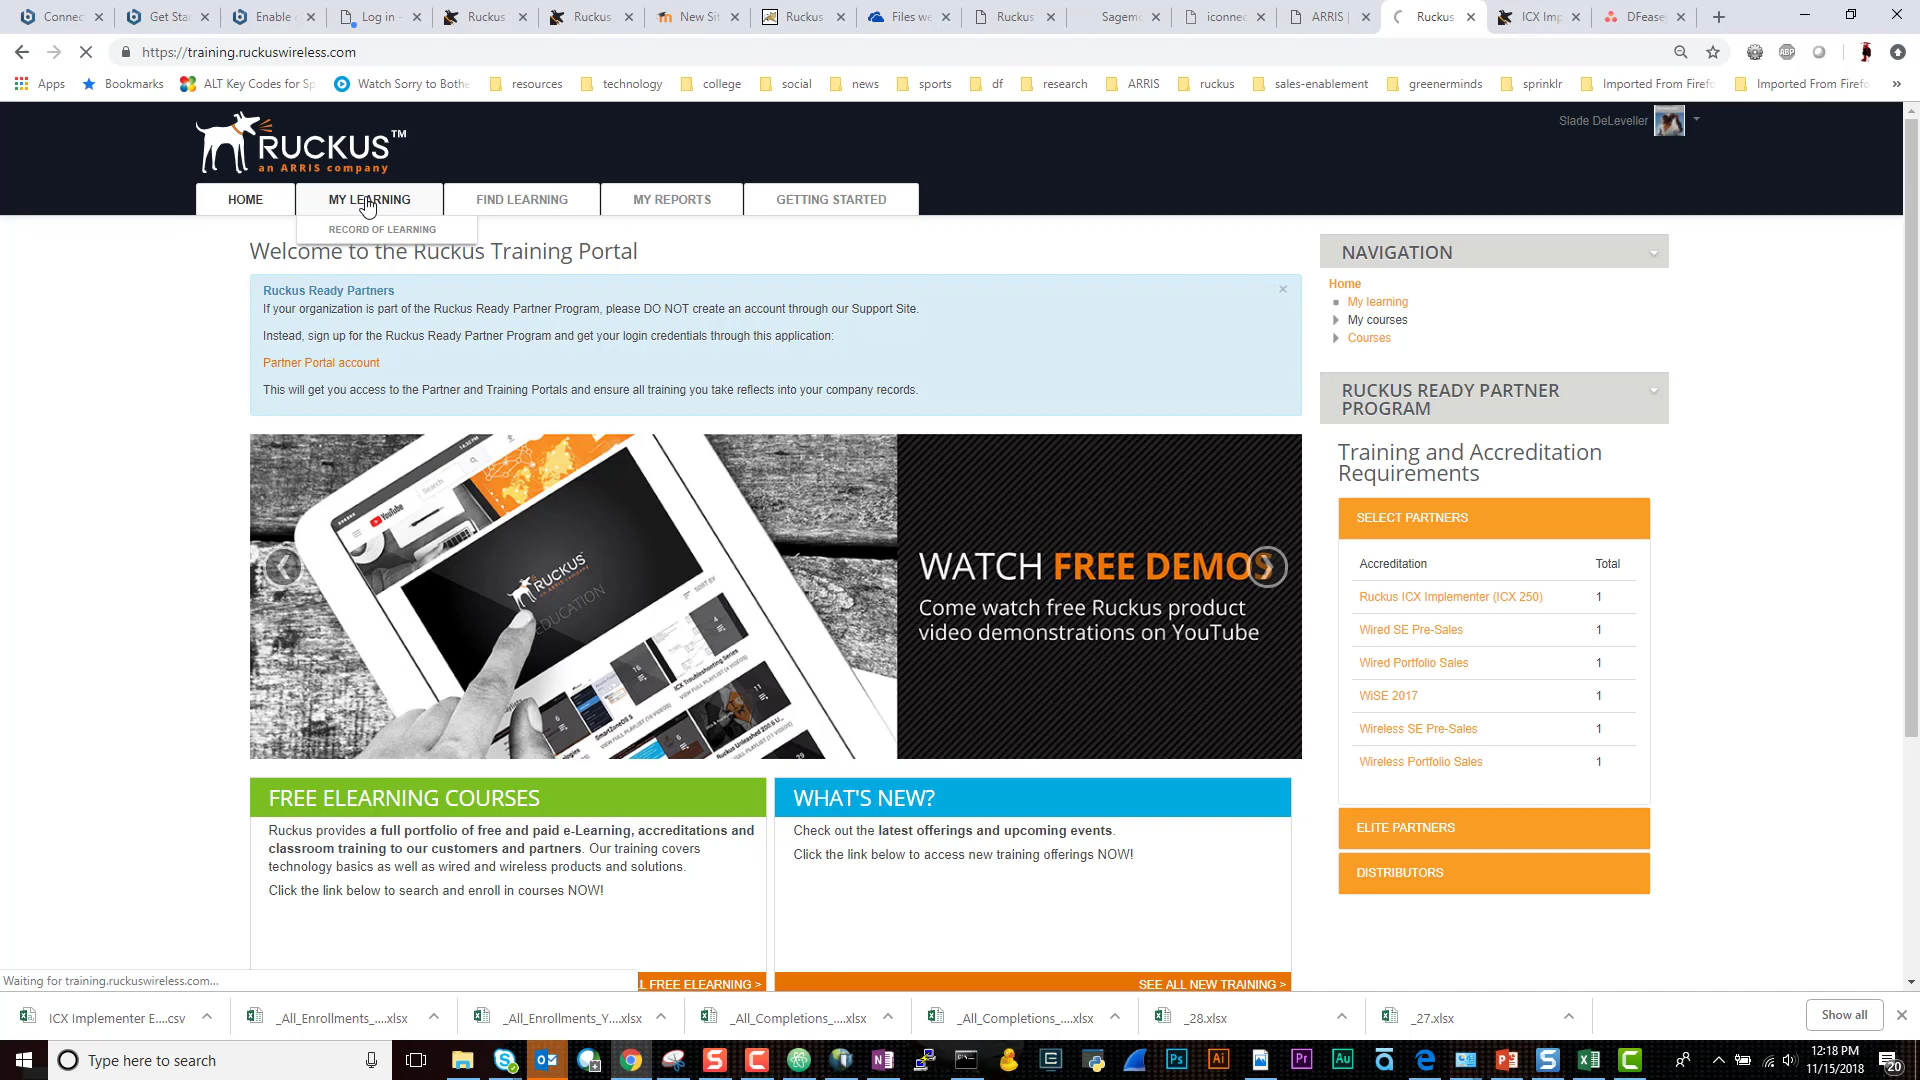 Connec
Get Sta
Enable
Log in -
Ruckus
Ruckus
New Sit
Ruckus
Files we
Ruckus
Sagem
iconnec
ARRIS |
Ruckus
ICX Imp
DFease
https://training.ruckuswireless.com
ABP
Apps
Bookmarks
ALT Key Codes for Sp
Watch Sorry to Bothe
resources
technology
college
social
news
sports
df
research
ARRIS
ruckus
sales-enablement
greenerminds
sprinklr
Imported From Firefo
Imported From Firefo
»
RUCKUS™
an ARRIS company
Slade DeLeveller
HOME
MY LEARNING
FIND LEARNING
MY REPORTS
GETTING STARTED
RECORD OF LEARNING
Welcome to the Ruckus Training Portal
Ruckus Ready Partners
If your organization is part of the Ruckus Ready Partner Program, please DO NOT create an account through our Support Site.
Instead, sign up for the Ruckus Ready Partner Program and get your login credentials through this application:
Partner Portal account
This will get you access to the Partner and Training Portals and ensure all training you take reflects into your company records.
YouTube
Search
RUCKUS
EDUCATION
SORT BY
WATCH FREE DEMOS
Come watch free Ruckus product
video demonstrations on YouTube
FREE ELEARNING COURSES
Ruckus provides a full portfolio of free and paid e-Learning, accreditations and
classroom training to our customers and partners. Our training covers
technology basics as well as wired and wireless products and solutions.
Click the link below to search and enroll in courses NOW!
L FREE ELEARNING >
WHAT'S NEW?
Check out the latest offerings and upcoming events.
Click the link below to access new training offerings NOW!
SEE ALL NEW TRAINING >
NAVIGATION
Home
My learning
My courses
Courses
RUCKUS READY PARTNER
PROGRAM
Training and Accreditation
Requirements
SELECT PARTNERS
Accreditation Total
Ruckus ICX Implementer (ICX 250) 1
Wired SE Pre-Sales 1
Wired Portfolio Sales 1
WiSE 2017 1
Wireless SE Pre-Sales 1
Wireless Portfolio Sales 1
ELITE PARTNERS
DISTRIBUTORS
Waiting for training.ruckuswireless.com...
ICX Implementer E....csv
_All_Enrollments_....xlsx
_All_Enrollments_Y....xlsx
_All_Completions_....xlsx
_All_Completions_....xlsx
_28.xlsx
_27.xlsx
Show all
Type here to search
12:18 PM
11/15/2018
20